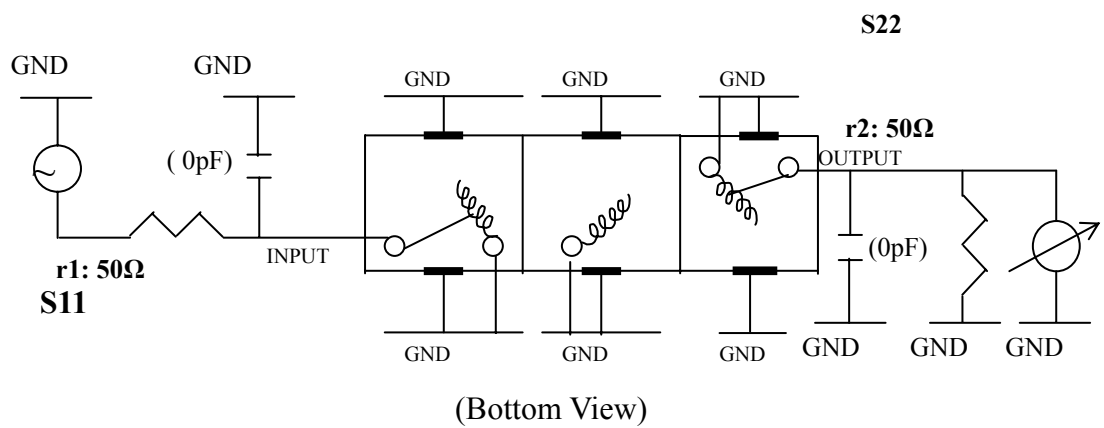 S22
GND
GND
GND
GND
GND
r2: 50Ω
( 0pF)
OUTPUT
INPUT
(0pF)
r1: 50Ω
S11
GND
GND
GND
GND
GND
GND
(Bottom View)